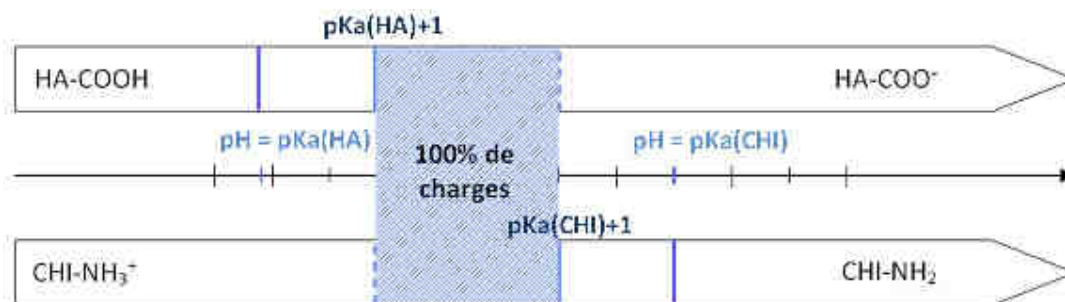 pKa(HA)+1
HA-COOH
HA-COO⁻
pH = pKa(HA)
100% de
charges
pH = pKa(CHI)
pKa(CHI)+1
CHI-NH₃⁺
CHI-NH₂